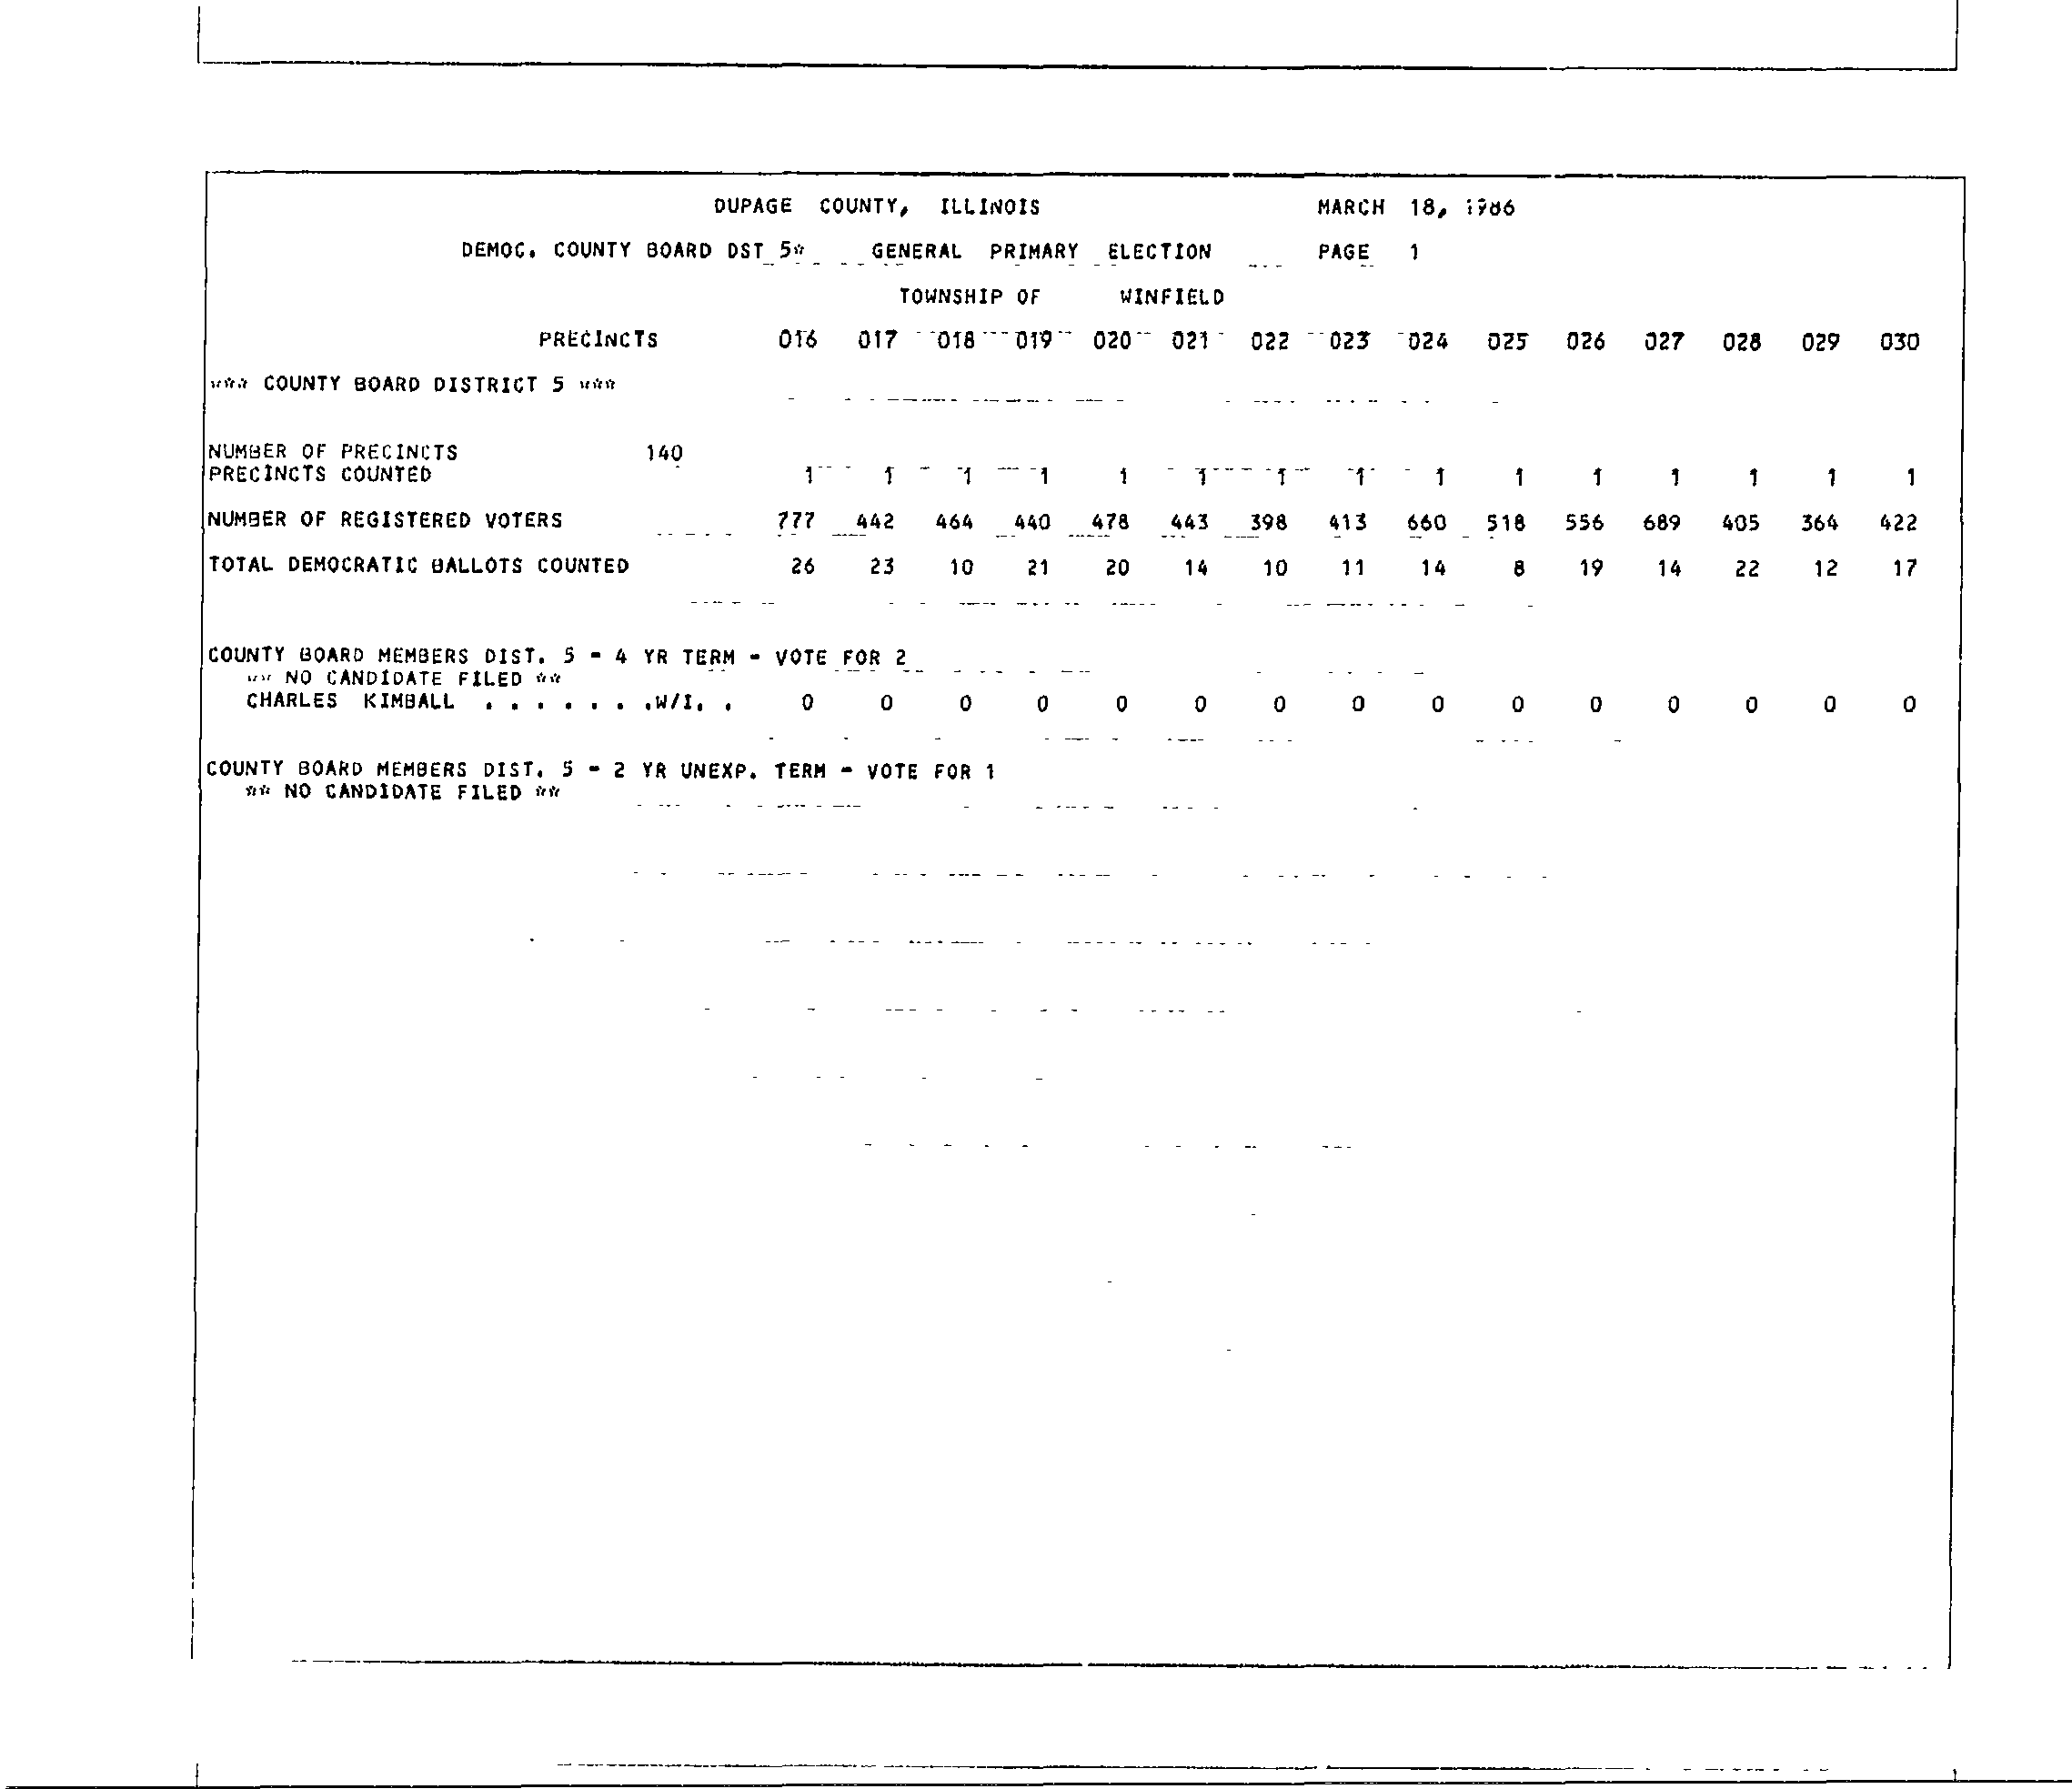 DUPAGE COUNTY, ILLINOIS MARCH 18, 1986
DEMOC. COUNTY BOARD DST 5* GENERAL PRIMARY ELECTION PAGE 1
TOWNSHIP OF WINFIELD
PRECINCTS 016 017 018 019 020 021 022 023 024 025 026 027 028 029 030
*** COUNTY BOARD DISTRICT 5 ***
NUMBER OF PRECINCTS 140
PRECINCTS COUNTED 1 1 1 1 1 1 1 1 1 1 1 1 1 1 1
NUMBER OF REGISTERED VOTERS 777 442 464 440 478 443 398 413 660 518 556 689 405 364 422
TOTAL DEMOCRATIC BALLOTS COUNTED 26 23 10 21 20 14 10 11 14 8 19 14 22 12 17
COUNTY BOARD MEMBERS DIST. 5 - 4 YR TERM - VOTE FOR 2
** NO CANDIDATE FILED **
CHARLES KIMBALL . . . . . . .W/I. . 0 0 0 0 0 0 0 0 0 0 0 0 0 0 0
COUNTY BOARD MEMBERS DIST. 5 - 2 YR UNEXP. TERM - VOTE FOR 1
** NO CANDIDATE FILED **